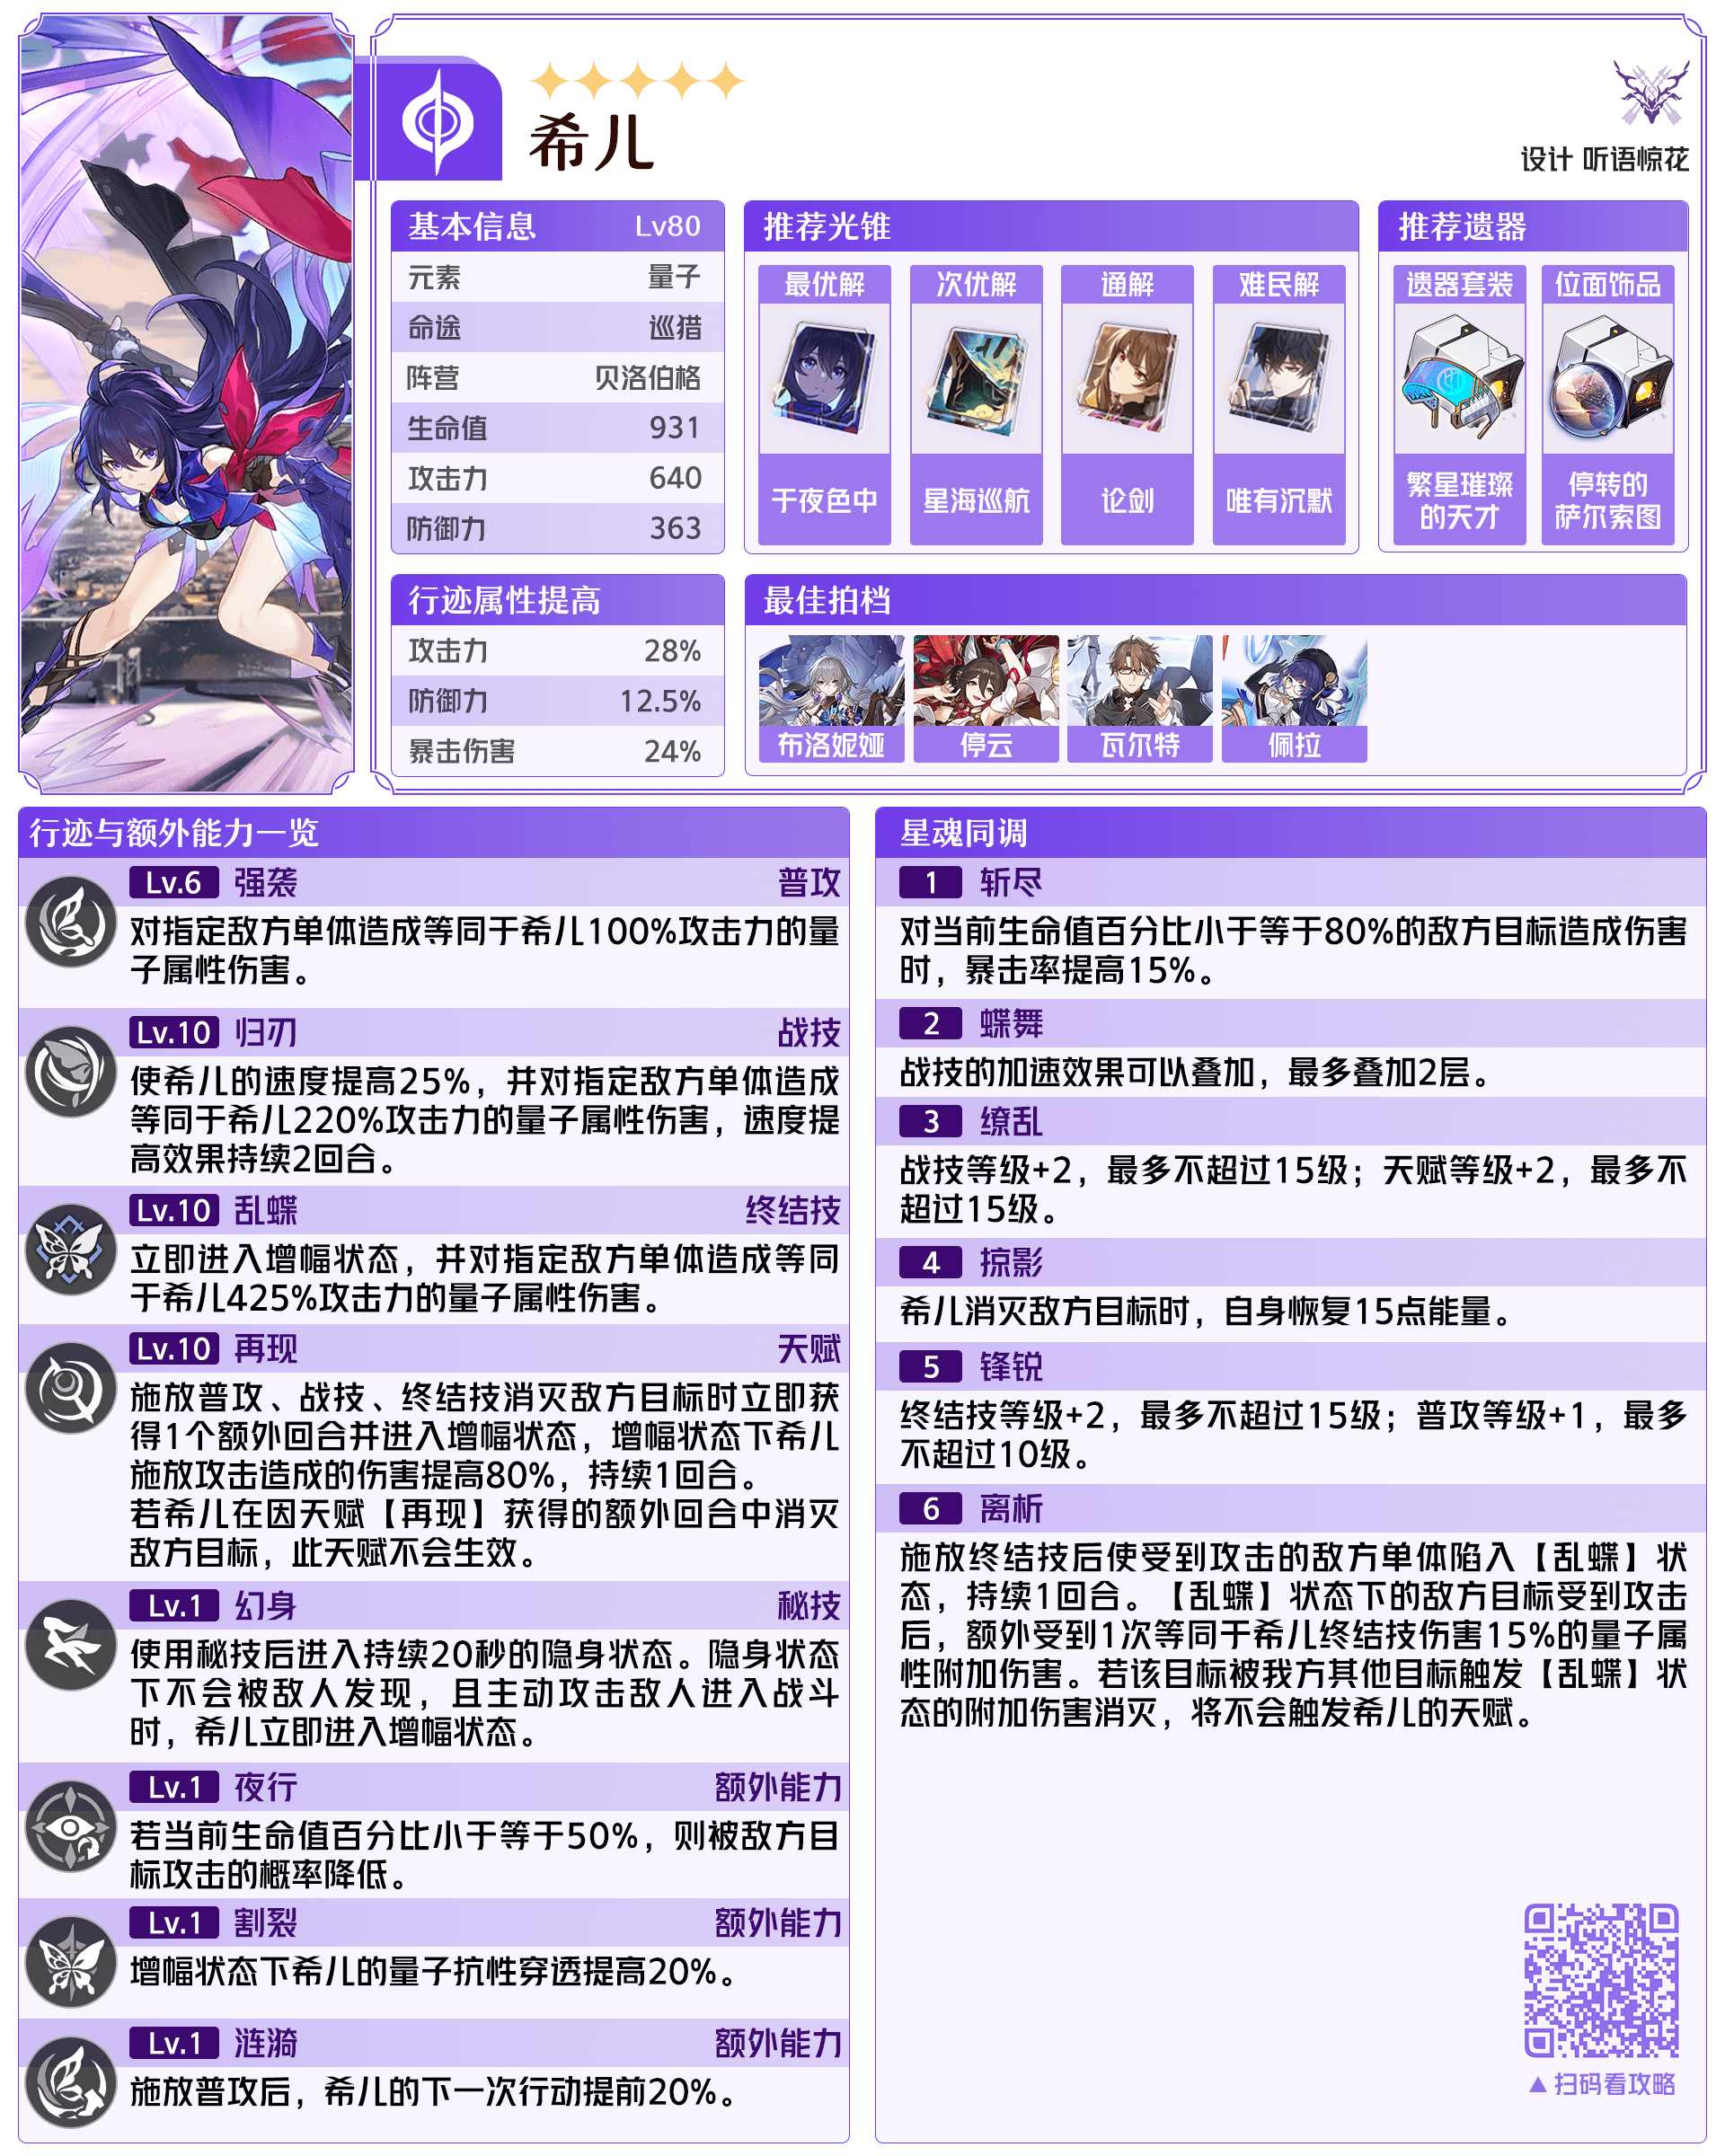 希儿
设计 听语惊花
基本信息 Lv80
元素 量子
命途 巡猎
阵营 贝洛伯格
生命值 931
攻击力 640
防御力 363
推荐光锥
最优解 次优解 通解 难民解
于夜色中 星海巡航 论剑 唯有沉默
推荐遗器
遗器套装 位面饰品
繁星璀璨
的天才
停转的
萨尔索图
行迹属性提高
攻击力 28%
防御力 12.5%
暴击伤害 24%
最佳拍档
布洛妮娅 停云 瓦尔特 佩拉
行迹与额外能力一览
Lv.6 强袭 普攻
对指定敌方单体造成等同于希儿100%攻击力的量
子属性伤害。
Lv.10 归刃 战技
使希儿的速度提高25%，并对指定敌方单体造成
等同于希儿220%攻击力的量子属性伤害，速度提
高效果持续2回合。
Lv.10 乱蝶 终结技
立即进入增幅状态，并对指定敌方单体造成等同
于希儿425%攻击力的量子属性伤害。
Lv.10 再现 天赋
施放普攻、战技、终结技消灭敌方目标时立即获
得1个额外回合并进入增幅状态，增幅状态下希儿
施放攻击造成的伤害提高80%，持续1回合。
若希儿在因天赋【再现】获得的额外回合中消灭
敌方目标，此天赋不会生效。
Lv.1 幻身 秘技
使用秘技后进入持续20秒的隐身状态。隐身状态
下不会被敌人发现，且主动攻击敌人进入战斗
时，希儿立即进入增幅状态。
Lv.1 夜行 额外能力
若当前生命值百分比小于等于50%，则被敌方目
标攻击的概率降低。
Lv.1 割裂 额外能力
增幅状态下希儿的量子抗性穿透提高20%。
Lv.1 涟漪 额外能力
施放普攻后，希儿的下一次行动提前20%。
星魂同调
1 斩尽
对当前生命值百分比小于等于80%的敌方目标造成伤害
时，暴击率提高15%。
2 蝶舞
战技的加速效果可以叠加，最多叠加2层。
3 缭乱
战技等级+2，最多不超过15级；天赋等级+2，最多不
超过15级。
4 掠影
希儿消灭敌方目标时，自身恢复15点能量。
5 锋锐
终结技等级+2，最多不超过15级；普攻等级+1，最多
不超过10级。
6 离析
施放终结技后使受到攻击的敌方单体陷入【乱蝶】状
态，持续1回合。【乱蝶】状态下的敌方目标受到攻击
后，额外受到1次等同于希儿终结技伤害15%的量子属
性附加伤害。若该目标被我方其他目标触发【乱蝶】状
态的附加伤害消灭，将不会触发希儿的天赋。
▲ 扫码看攻略